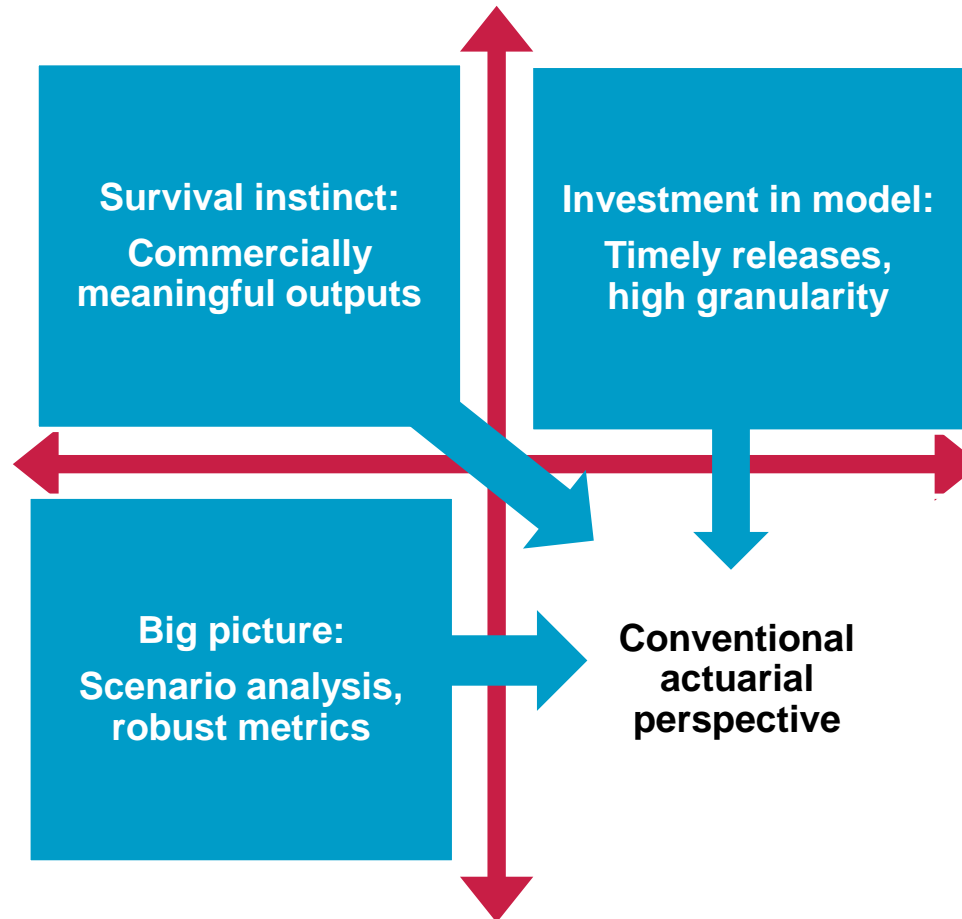 Survival instinct:
Commercially
meaningful outputs
Investment in model:
Timely releases,
high granularity
Big picture:
Scenario analysis,
robust metrics
Conventional
actuarial
perspective